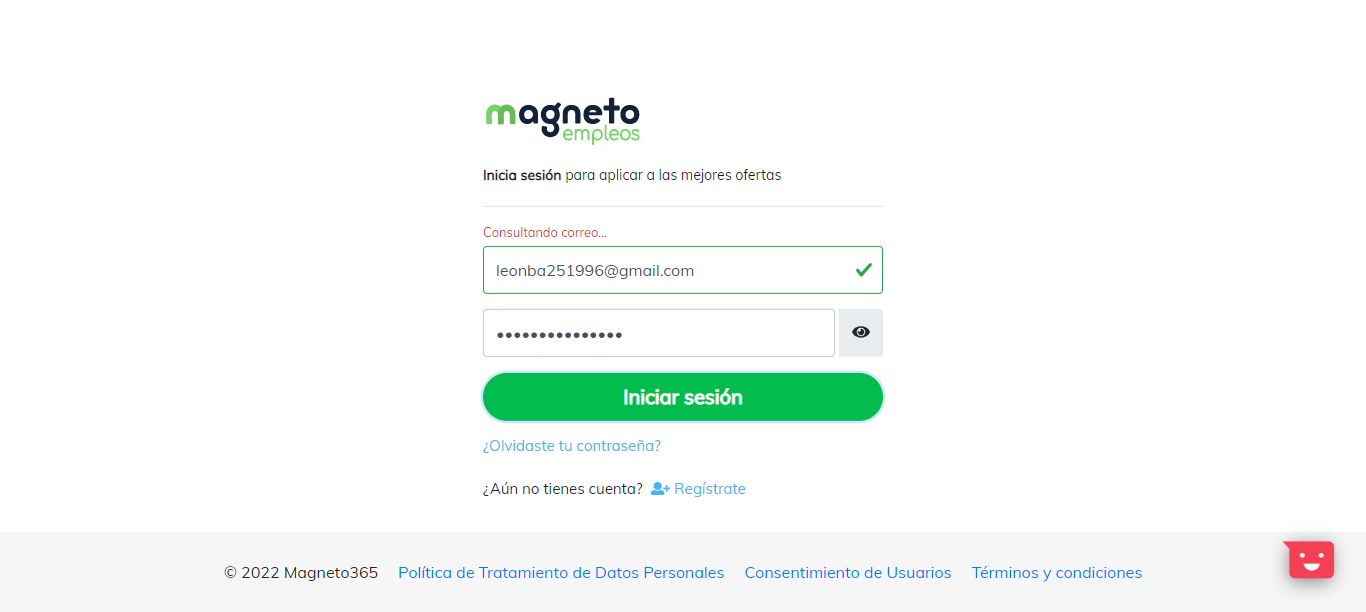 magneto
empleos
Inicia sesión para aplicar a las mejores ofertas
Consultando correo...
leonba251996@gmail.com
•••••••••••••••
Iniciar sesión
¿Olvidaste tu contraseña?
¿Aún no tienes cuenta? Regístrate
© 2022 Magneto365 Política de Tratamiento de Datos Personales Consentimiento de Usuarios Términos y condiciones